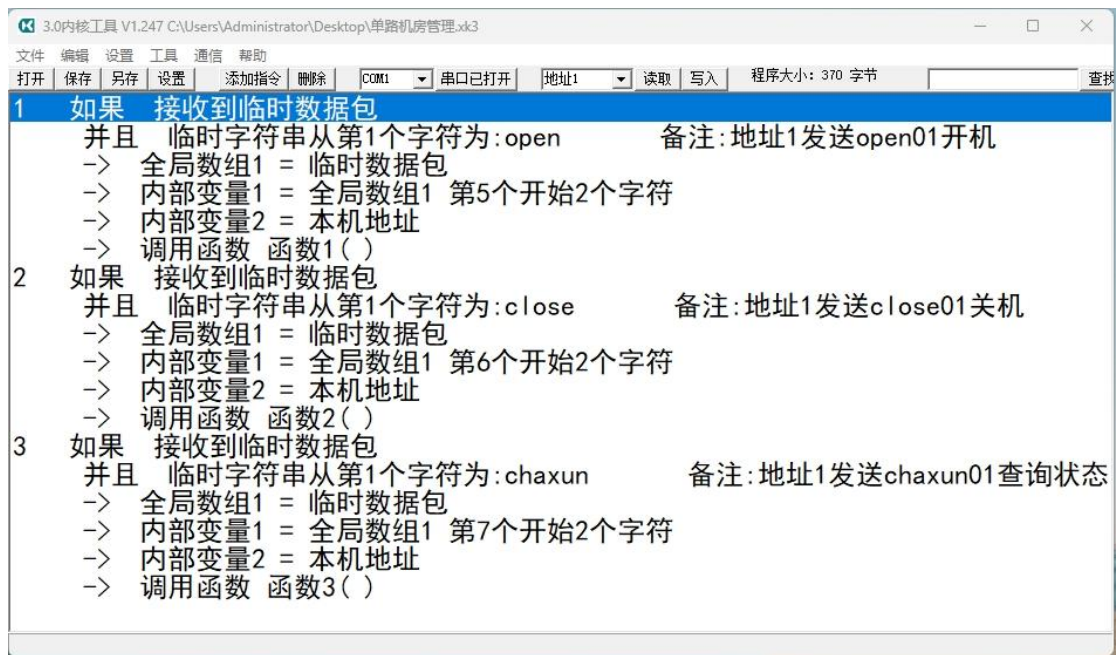 3.0内核工具 V1.247 C:\Users\Administrator\Desktop\单路机房管理.xk3
文件 编辑 设置 工具 通信 帮助
打开 保存 另存 设置 添加指令 删除 COM1 串口已打开 地址1 读取 写入 程序大小: 370 字节 查找
1 如果 接收到临时数据包
并且 临时字符串从第1个字符为:open 备注:地址1发送open01开机
-> 全局数组1 = 临时数据包
-> 内部变量1 = 全局数组1 第5个开始2个字符
-> 内部变量2 = 本机地址
-> 调用函数 函数1( )
2 如果 接收到临时数据包
并且 临时字符串从第1个字符为:close 备注:地址1发送close01关机
-> 全局数组1 = 临时数据包
-> 内部变量1 = 全局数组1 第6个开始2个字符
-> 内部变量2 = 本机地址
-> 调用函数 函数2( )
3 如果 接收到临时数据包
并且 临时字符串从第1个字符为:chaxun 备注:地址1发送chaxun01查询状态
-> 全局数组1 = 临时数据包
-> 内部变量1 = 全局数组1 第7个开始2个字符
-> 内部变量2 = 本机地址
-> 调用函数 函数3( )